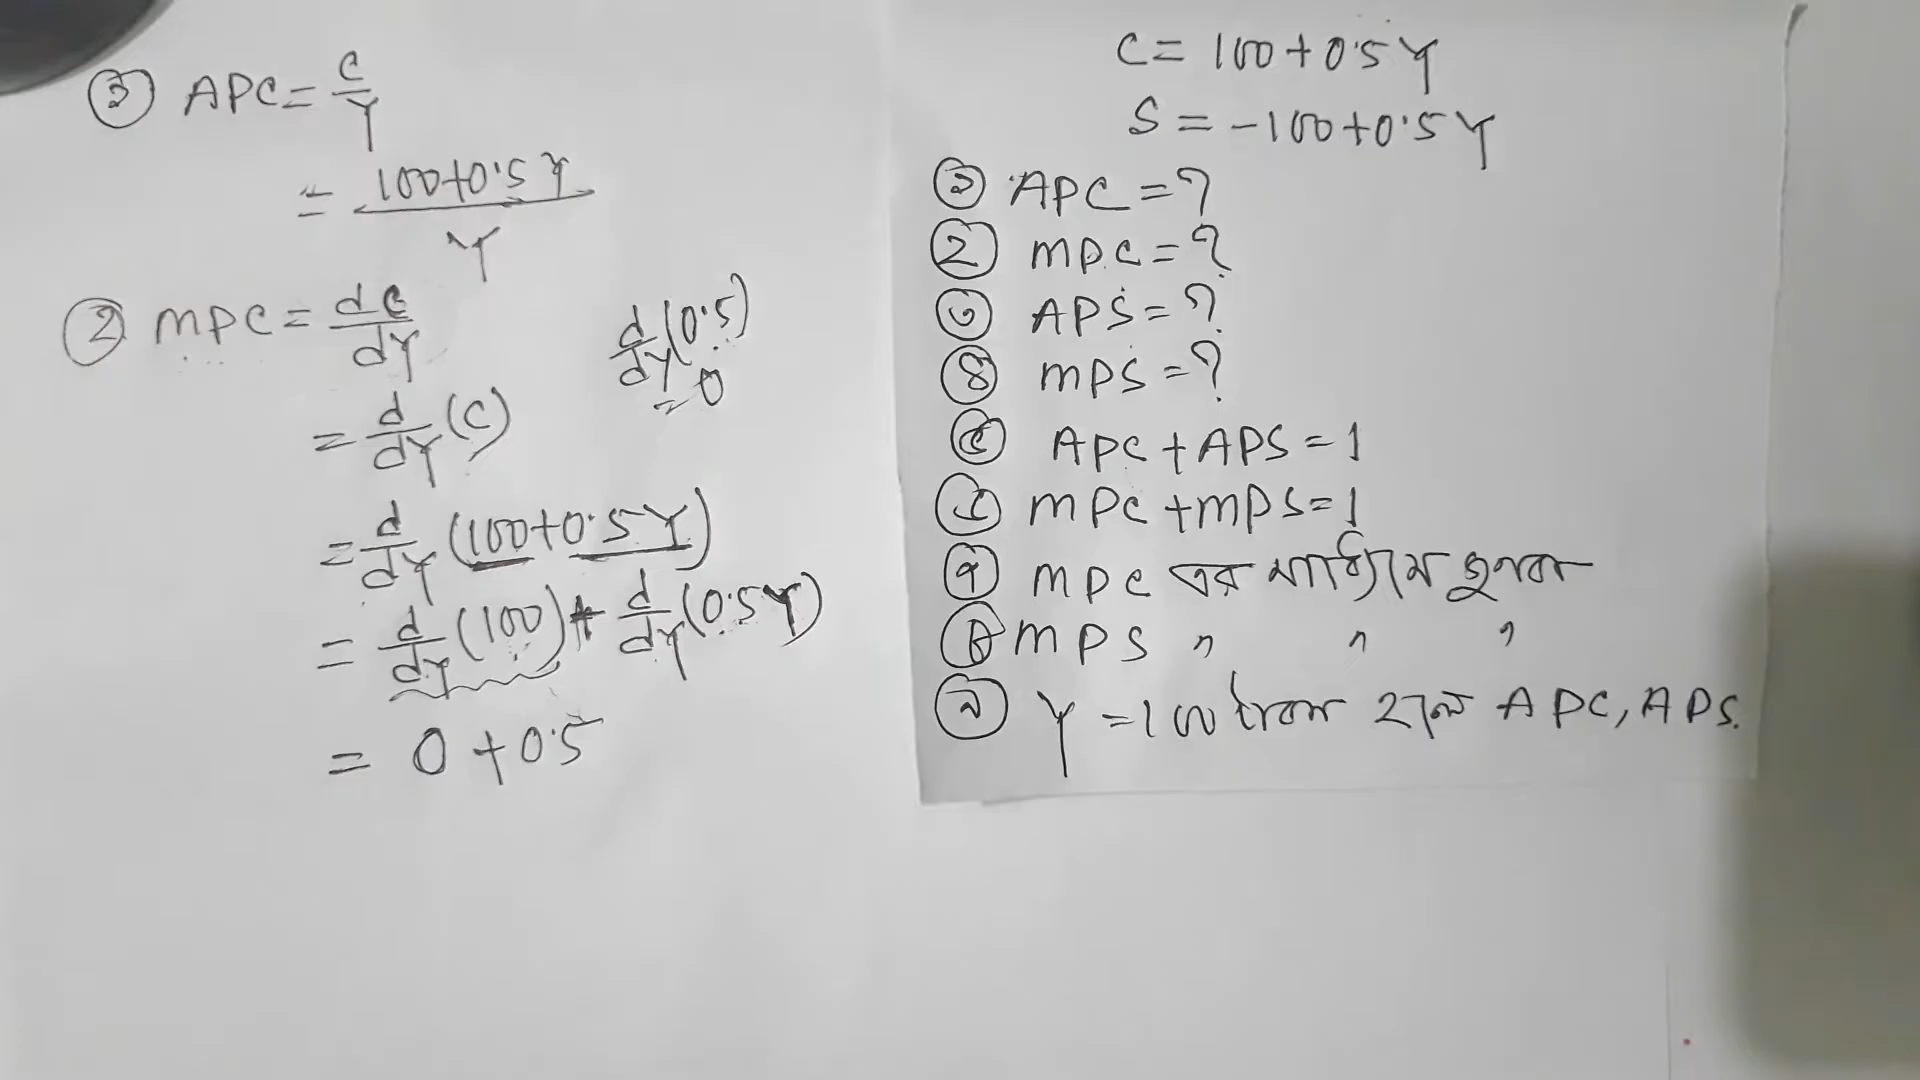 ① APC = C/Y
= 100+0.5Y / Y
② MPC = dC/dY
= d/dY (C)
= d/dY (100+0.5Y)
= d/dY (100) + d/dY (0.5Y)
= 0 + 0.5
d/dY (0.5)
= 0
C = 100 + 0.5Y
S = -100 + 0.5Y
① APC = ?
② MPC = ?
৩ APS = ?
৪ MPS = ?
৫ APC + APS = 1
৬ MPC + MPS = 1
৭ MPC এর মাধ্যমে গুণক
৮ MPS " " "
৯ Y = 100 টাকা হলে APC, APS.